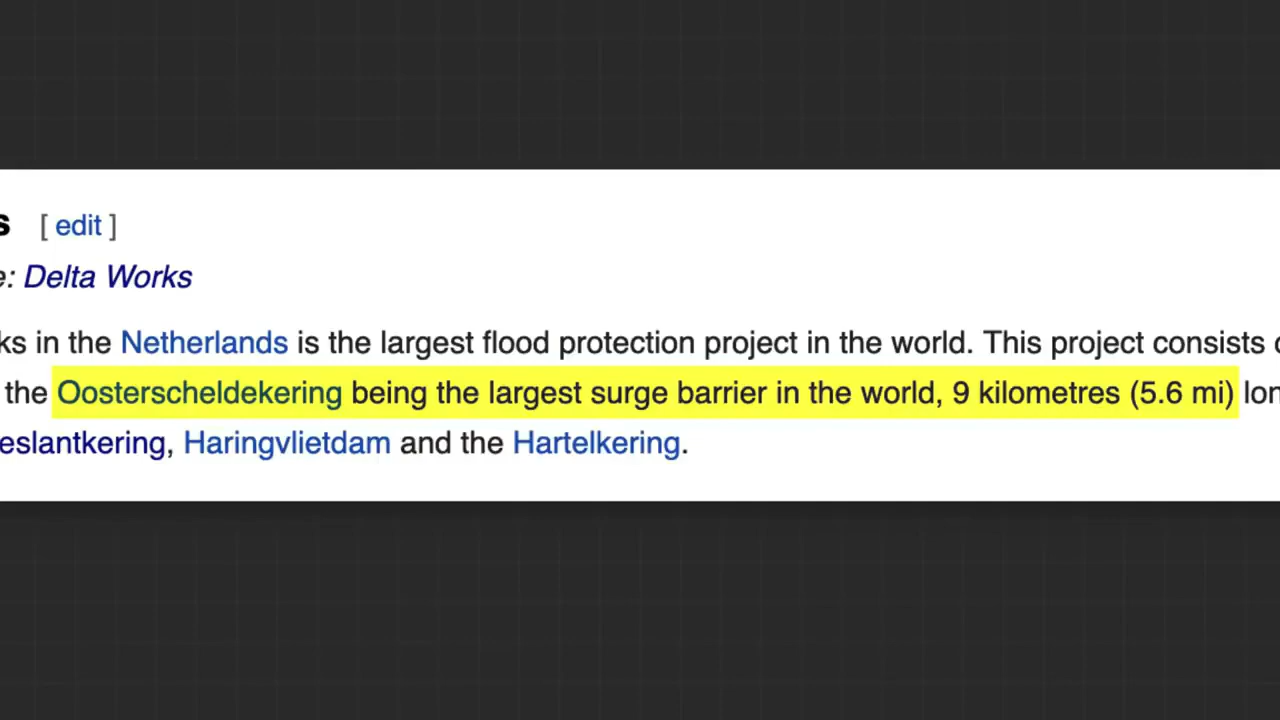 s [ edit ]
e: Delta Works
ks in the Netherlands is the largest flood protection project in the world. This project consists
the Oosterscheldekering being the largest surge barrier in the world, 9 kilometres (5.6 mi) lon
eslantkering, Haringvlietdam and the Hartelkering.